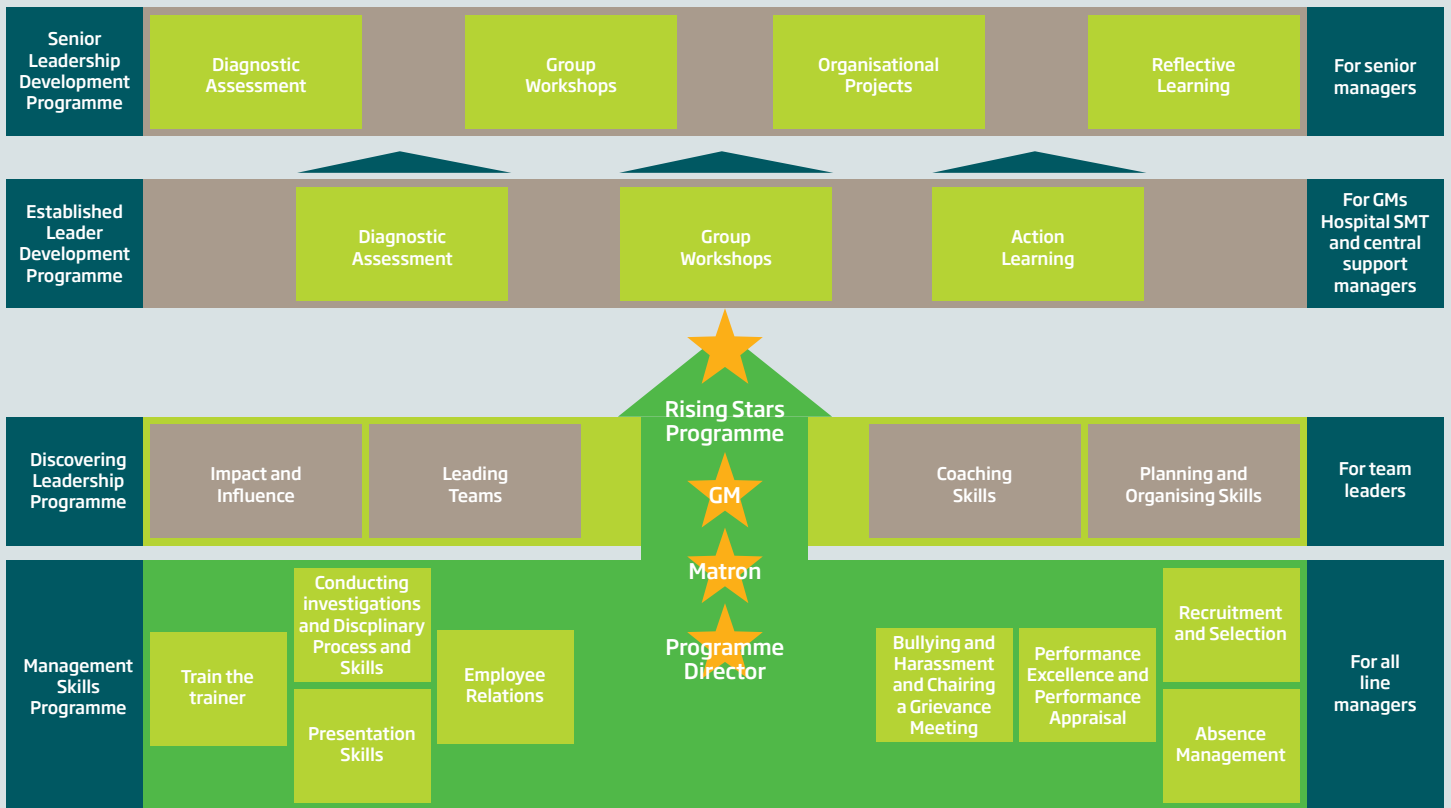 Senior
Leadership
Development
Programme
Diagnostic
Assessment
Group
Workshops
Organisational
Projects
Reflective
Learning
For senior
managers
Established
Leader
Development
Programme
Diagnostic
Assessment
Group
Workshops
Action
Learning
For GMs
Hospital SMT
and central
support
managers
Rising Stars
Programme
Discovering
Leadership
Programme
Impact and
Influence
Leading
Teams
GM
Coaching
Skills
Planning and
Organising Skills
For team
leaders
Matron
Programme
Director
Management
Skills
Programme
Train the
trainer
Conducting
investigations
and Discplinary
Process and
Skills
Presentation
Skills
Employee
Relations
Bullying and
Harassment
and Chairing
a Grievance
Meeting
Performance
Excellence and
Performance
Appraisal
Recruitment
and Selection
Absence
Management
For all
line
managers